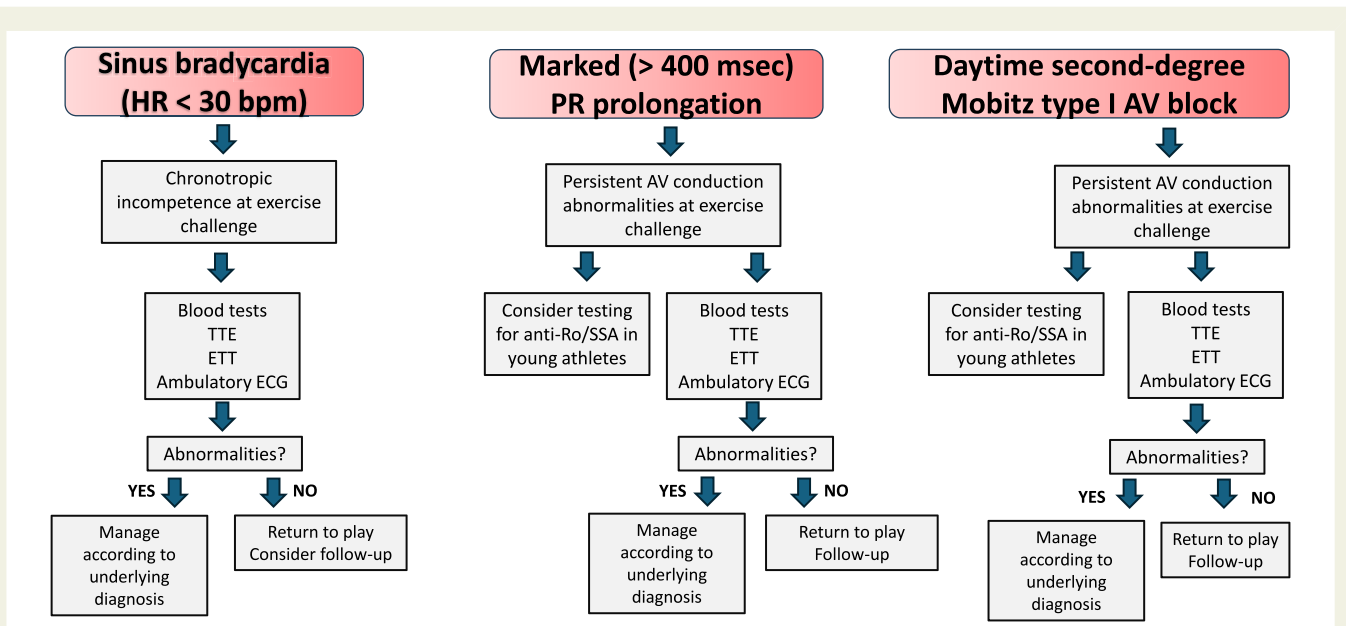 Sinus bradycardia
(HR < 30 bpm)
Chronotropic
incompetence at exercise
challenge
Blood tests
TTE
ETT
Ambulatory ECG
Abnormalities?
YES
NO
Manage
according to
underlying
diagnosis
Return to play
Consider follow-up
Marked (> 400 msec)
PR prolongation
Persistent AV conduction
abnormalities at exercise
challenge
Consider testing
for anti-Ro/SSA in
young athletes
Blood tests
TTE
ETT
Ambulatory ECG
Abnormalities?
YES
NO
Manage
according to
underlying
diagnosis
Return to play
Follow-up
Daytime second-degree
Mobitz type I AV block
Persistent AV conduction
abnormalities at exercise
challenge
Consider testing
for anti-Ro/SSA in
young athletes
Blood tests
TTE
ETT
Ambulatory ECG
Abnormalities?
YES
NO
Manage
according to
underlying
diagnosis
Return to play
Follow-up